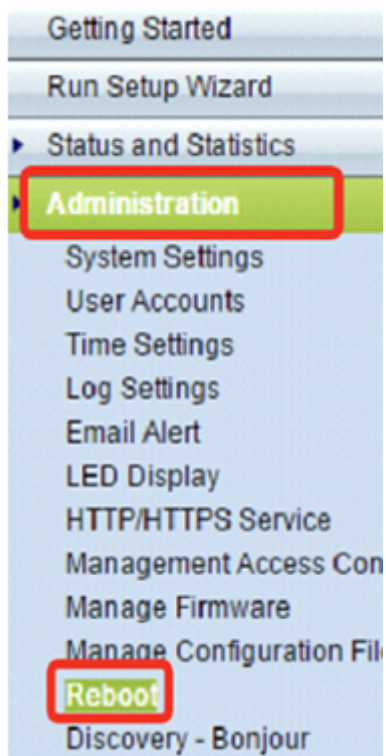 Getting Started
Run Setup Wizard
Status and Statistics
Administration
System Settings
User Accounts
Time Settings
Log Settings
Email Alert
LED Display
HTTP/HTTPS Service
Management Access Con
Manage Firmware
Manage Configuration File
Reboot
Discovery - Bonjour